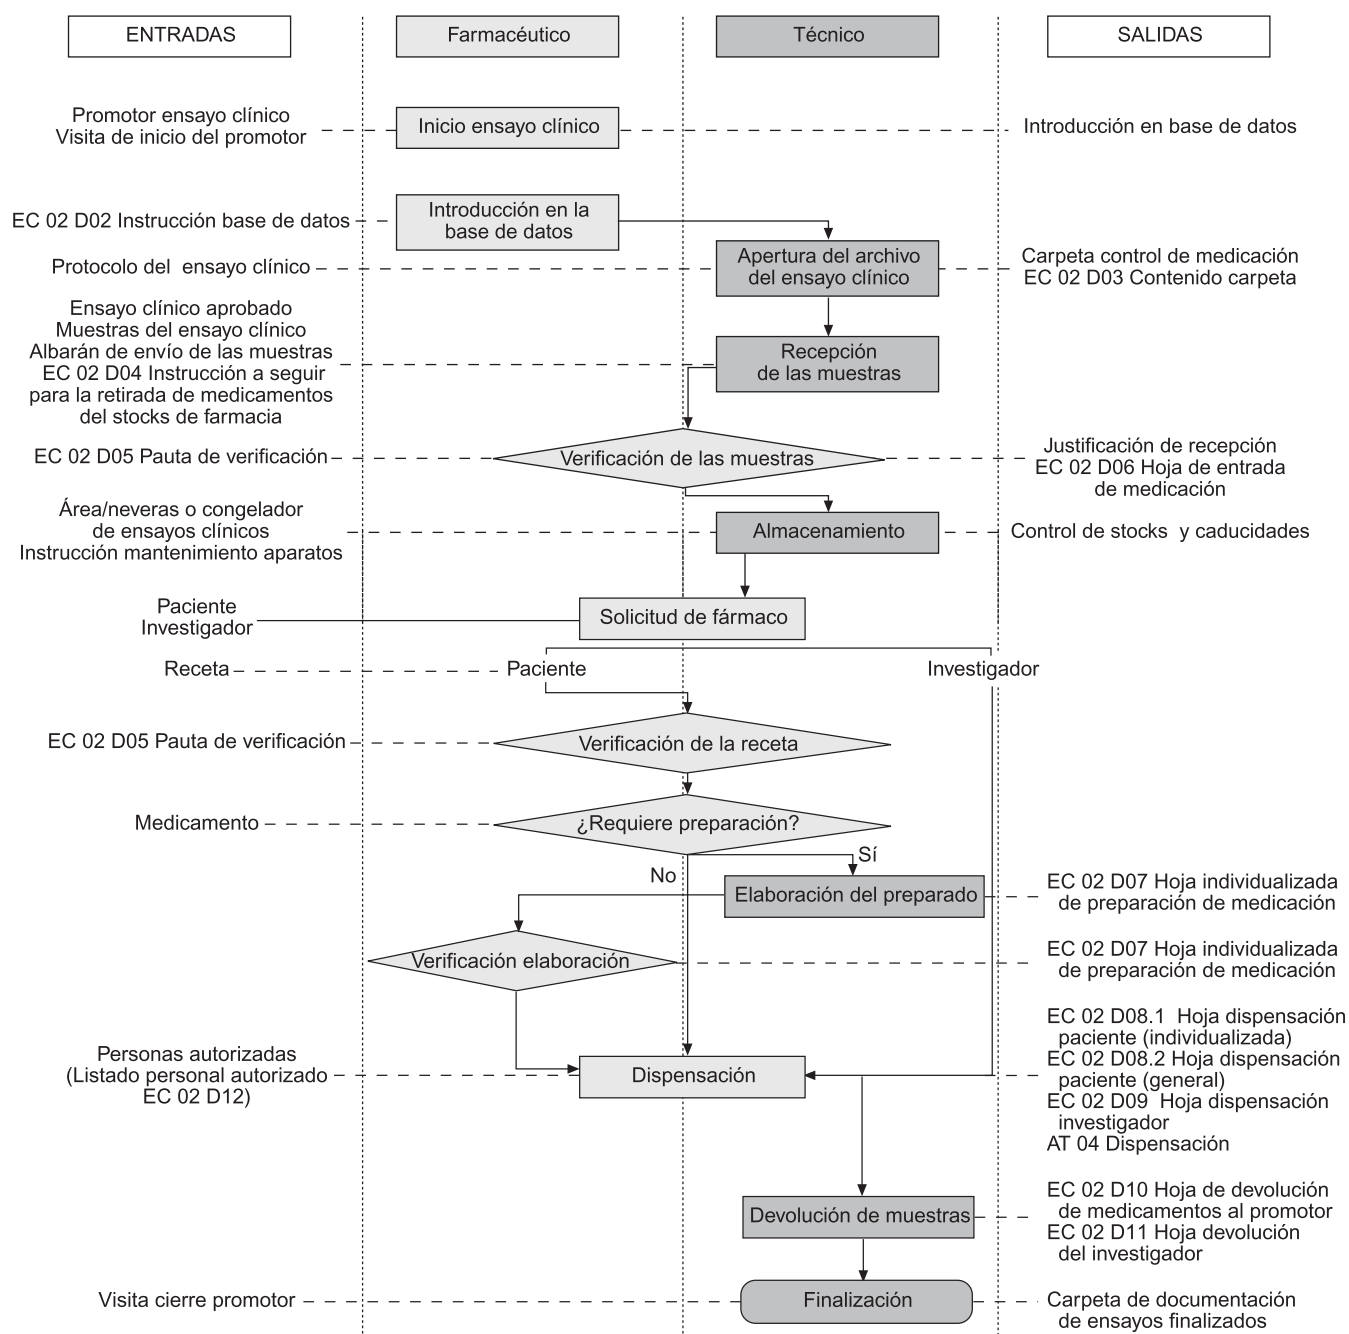 ENTRADAS
Farmacéutico
Técnico
SALIDAS
Promotor ensayo clínico
Visita de inicio del promotor
Inicio ensayo clínico
Introducción en base de datos
EC 02 D02 Instrucción base de datos
Introducción en la
base de datos
Protocolo del ensayo clínico
Apertura del archivo
del ensayo clínico
Carpeta control de medicación
EC 02 D03 Contenido carpeta
Ensayo clínico aprobado
Muestras del ensayo clínico
Albarán de envío de las muestras
EC 02 D04 Instrucción a seguir
para la retirada de medicamentos
del stocks de farmacia
Recepción
de las muestras
EC 02 D05 Pauta de verificación
Verificación de las muestras
Justificación de recepción
EC 02 D06 Hoja de entrada
de medicación
Área/neveras o congelador
de ensayos clínicos
Instrucción mantenimiento aparatos
Almacenamiento
Control de stocks y caducidades
Paciente
Investigador
Solicitud de fármaco
Receta
Paciente
Investigador
EC 02 D05 Pauta de verificación
Verificación de la receta
Medicamento
¿Requiere preparación?
Sí
No
Elaboración del preparado
EC 02 D07 Hoja individualizada
de preparación de medicación
Verificación elaboración
EC 02 D07 Hoja individualizada
de preparación de medicación
Personas autorizadas
(Listado personal autorizado
EC 02 D12)
Dispensación
EC 02 D08.1 Hoja dispensación
paciente (individualizada)
EC 02 D08.2 Hoja dispensación
paciente (general)
EC 02 D09 Hoja dispensación
investigador
AT 04 Dispensación
Devolución de muestras
EC 02 D10 Hoja de devolución
de medicamentos al promotor
EC 02 D11 Hoja devolución
del investigador
Visita cierre promotor
Finalización
Carpeta de documentación
de ensayos finalizados